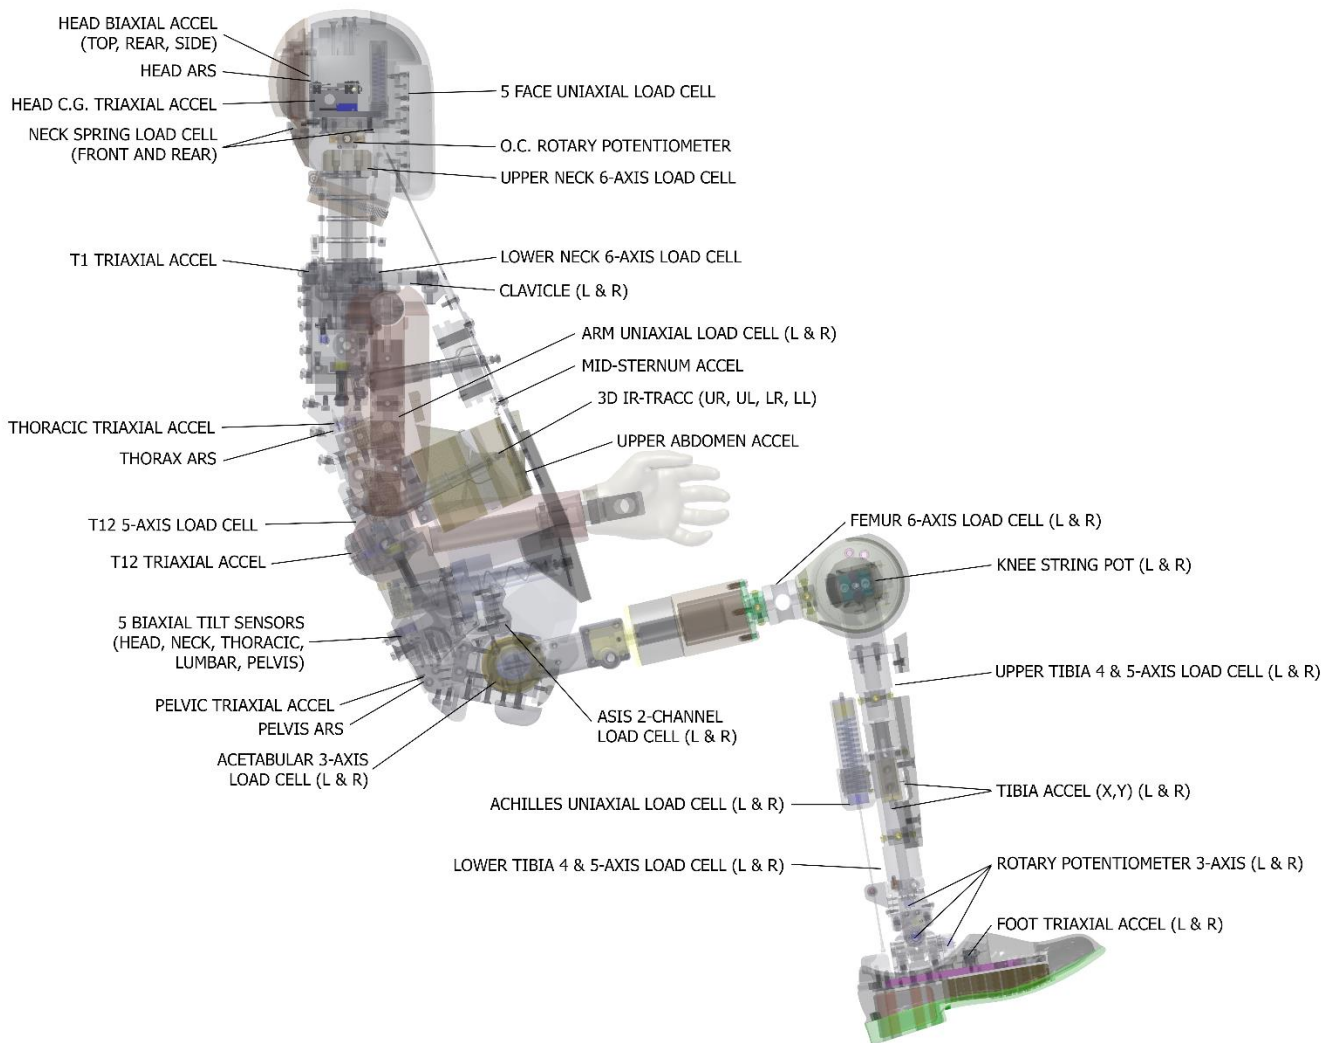 HEAD BIAXIAL ACCEL
(TOP, REAR, SIDE)
HEAD ARS
HEAD C.G. TRIAXIAL ACCEL
NECK SPRING LOAD CELL
(FRONT AND REAR)
5 FACE UNIAXIAL LOAD CELL
O.C. ROTARY POTENTIOMETER
UPPER NECK 6-AXIS LOAD CELL
T1 TRIAXIAL ACCEL
LOWER NECK 6-AXIS LOAD CELL
CLAVICLE (L & R)
ARM UNIAXIAL LOAD CELL (L & R)
MID-STERNUM ACCEL
3D IR-TRACC (UR, UL, LR, LL)
UPPER ABDOMEN ACCEL
THORACIC TRIAXIAL ACCEL
THORAX ARS
T12 5-AXIS LOAD CELL
T12 TRIAXIAL ACCEL
5 BIAXIAL TILT SENSORS
(HEAD, NECK, THORACIC,
LUMBAR, PELVIS)
PELVIC TRIAXIAL ACCEL
PELVIS ARS
ACETABULAR 3-AXIS
LOAD CELL (L & R)
ASIS 2-CHANNEL
LOAD CELL (L & R)
FEMUR 6-AXIS LOAD CELL (L & R)
KNEE STRING POT (L & R)
UPPER TIBIA 4 & 5-AXIS LOAD CELL (L & R)
ACHILLES UNIAXIAL LOAD CELL (L & R)
TIBIA ACCEL (X,Y) (L & R)
LOWER TIBIA 4 & 5-AXIS LOAD CELL (L & R)
ROTARY POTENTIOMETER 3-AXIS (L & R)
FOOT TRIAXIAL ACCEL (L & R)